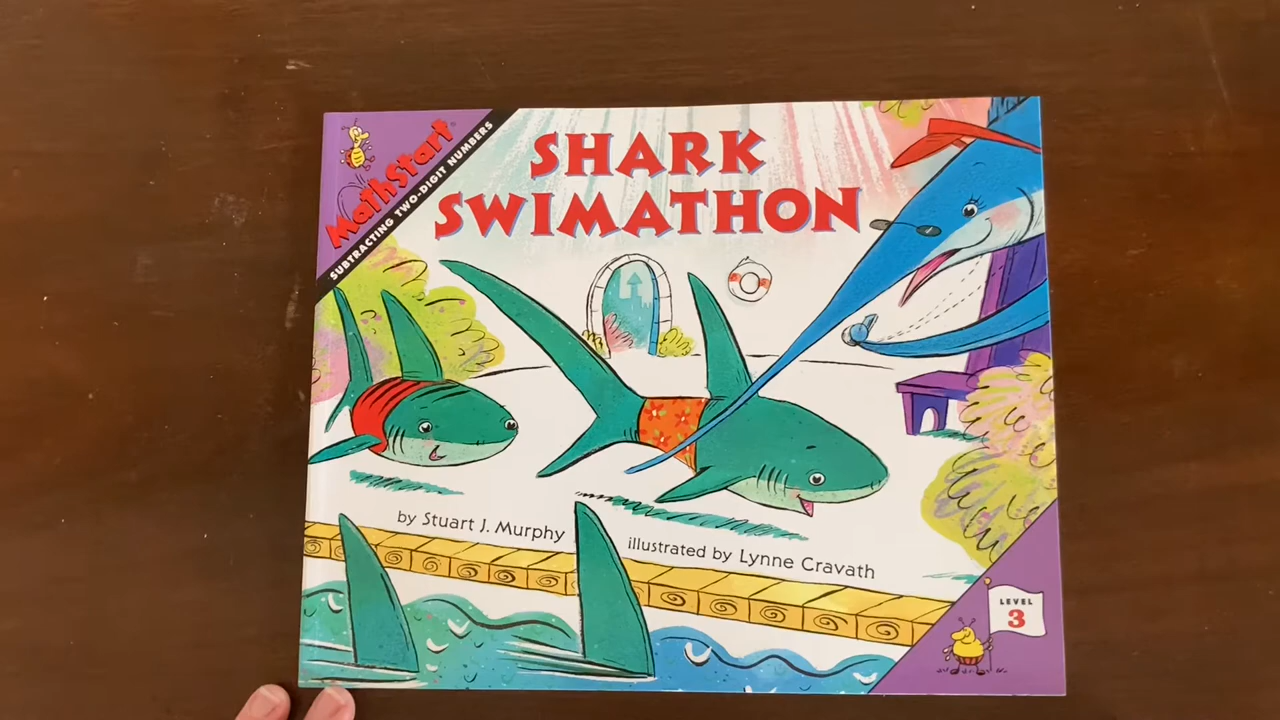 MathStart
SUBTRACTING TWO-DIGIT NUMBERS
SHARK
SWIMATHON
by Stuart J. Murphy
illustrated by Lynne Cravath
LEVEL
3